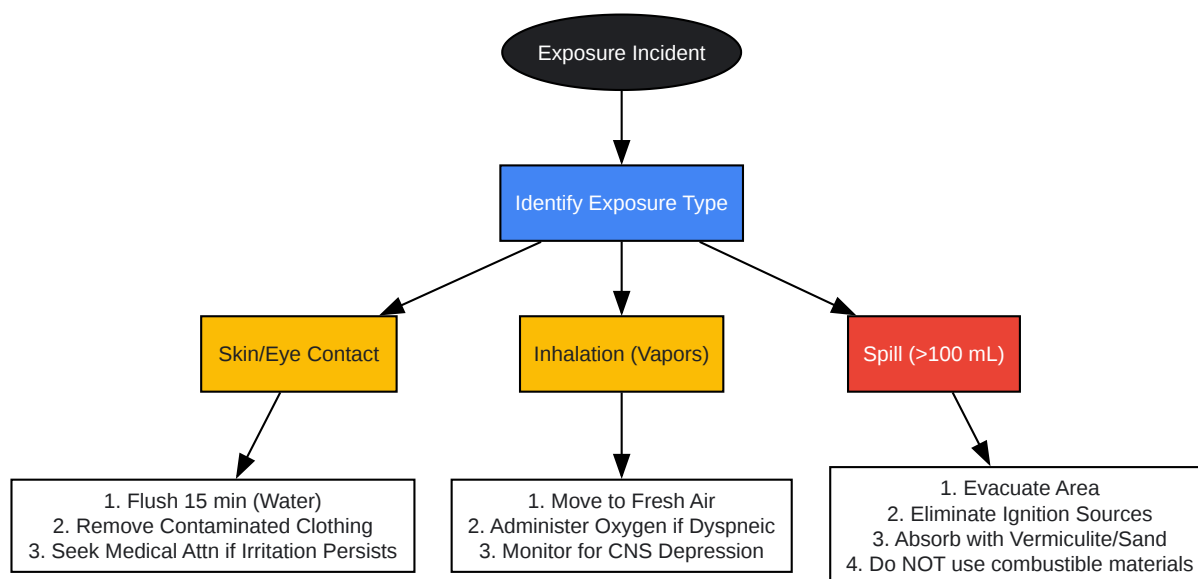 Exposure Incident
Identify Exposure Type
Skin/Eye Contact
Inhalation (Vapors)
Spill (>100 mL)
1. Flush 15 min (Water)
2. Remove Contaminated Clothing
3. Seek Medical Attn if Irritation Persists
1. Move to Fresh Air
2. Administer Oxygen if Dyspneic
3. Monitor for CNS Depression
1. Evacuate Area
2. Eliminate Ignition Sources
3. Absorb with Vermiculite/Sand
4. Do NOT use combustible materials